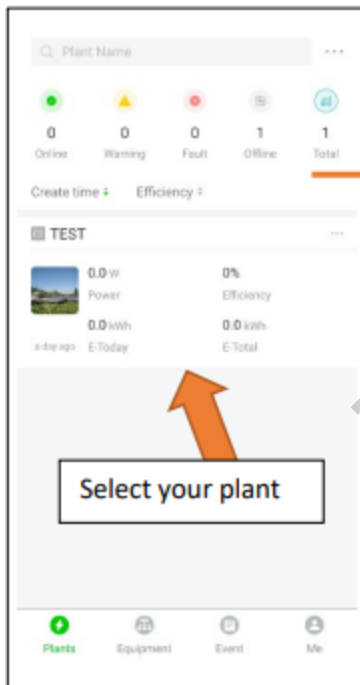 Plant Name
0 0 0 1 1
Online Warning Fault Offline Total
Create time Efficiency
TEST
0.0 W 0%
Power Efficiency
0.0 kWh 0.0 kWh
a day ago E-Today E-Total
Select your plant
Plants Equipment Event Me